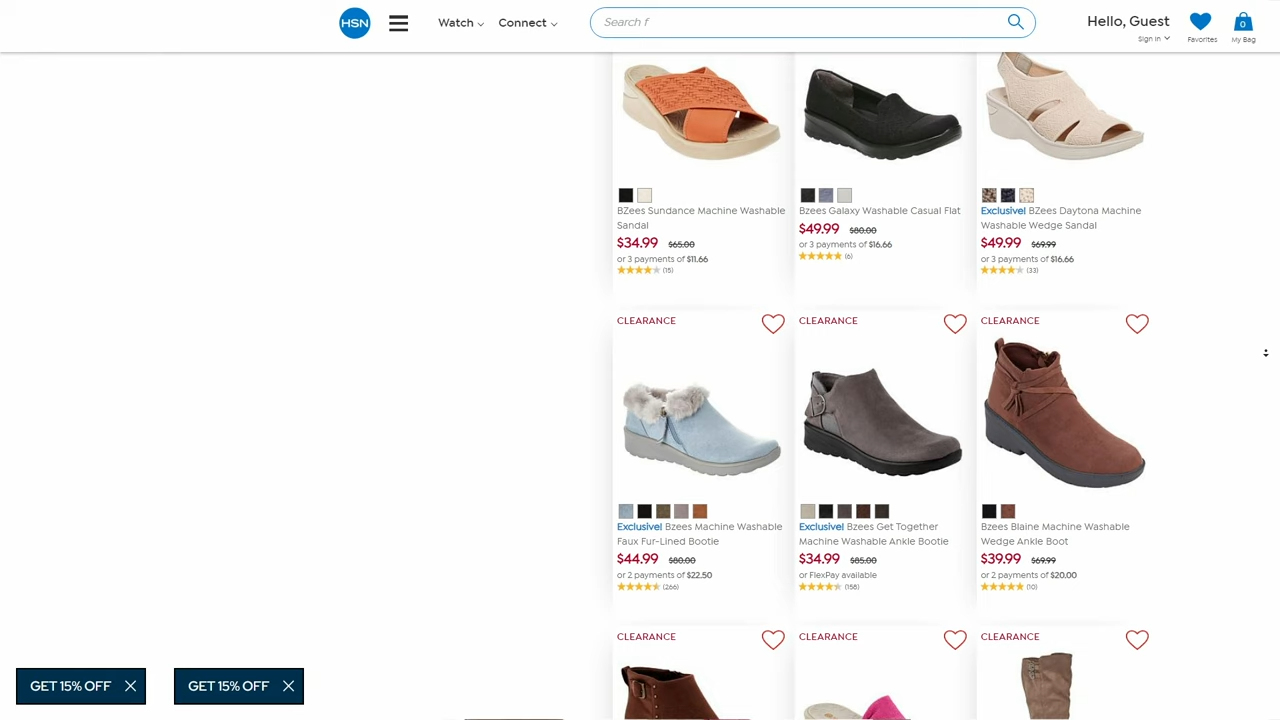 HSN
Watch
Connect
Search f
Hello, Guest
Sign in
Favorites
0
My Bag
BZees Sundance Machine Washable
Sandal
$34.99 $65.00
or 3 payments of $11.66
(15)
Bzees Galaxy Washable Casual Flat
$49.99 $80.00
or 3 payments of $16.66
(6)
Exclusive! BZees Daytona Machine
Washable Wedge Sandal
$49.99 $69.99
or 3 payments of $16.66
(33)
CLEARANCE
Exclusive! Bzees Machine Washable
Faux Fur-Lined Bootie
$44.99 $80.00
or 2 payments of $22.50
(266)
CLEARANCE
Exclusive! Bzees Get Together
Machine Washable Ankle Bootie
$34.99 $85.00
or FlexPay available
(158)
CLEARANCE
Bzees Blaine Machine Washable
Wedge Ankle Boot
$39.99 $69.99
or 2 payments of $20.00
(10)
CLEARANCE
CLEARANCE
CLEARANCE
GET 15% OFF
GET 15% OFF